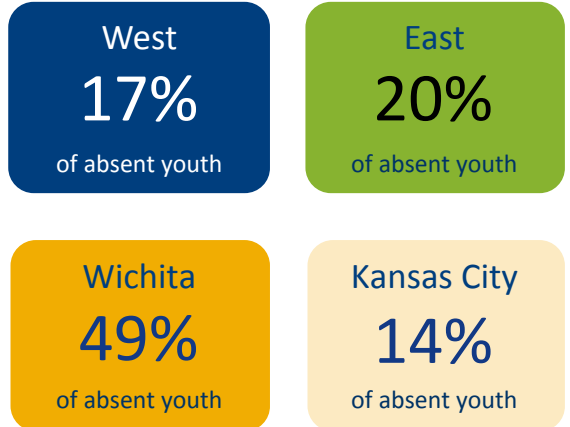 West
17%
of absent youth
East
20%
of absent youth
Wichita
49%
of absent youth
Kansas City
14%
of absent youth